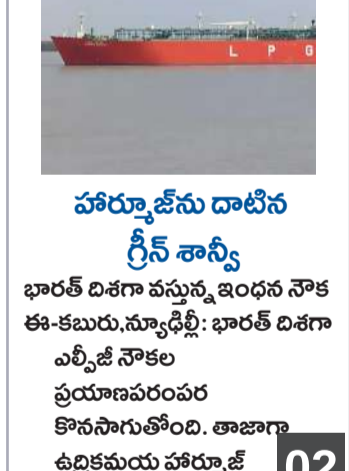 L P G
హార్మూజ్‌ను దాటిన
గ్రీన్ శాన్వీ
భారత్ దిశగా వస్తున్న ఇంధన నౌక
ఈ-కబురు,న్యూఢిల్లీ: భారత్ దిశగా
ఎల్పీజీ నౌకల
ప్రయాణపరంపర
కొనసాగుతోంది. తాజాగా
ఉద్రిక్తమయ హార్మూజ్
02